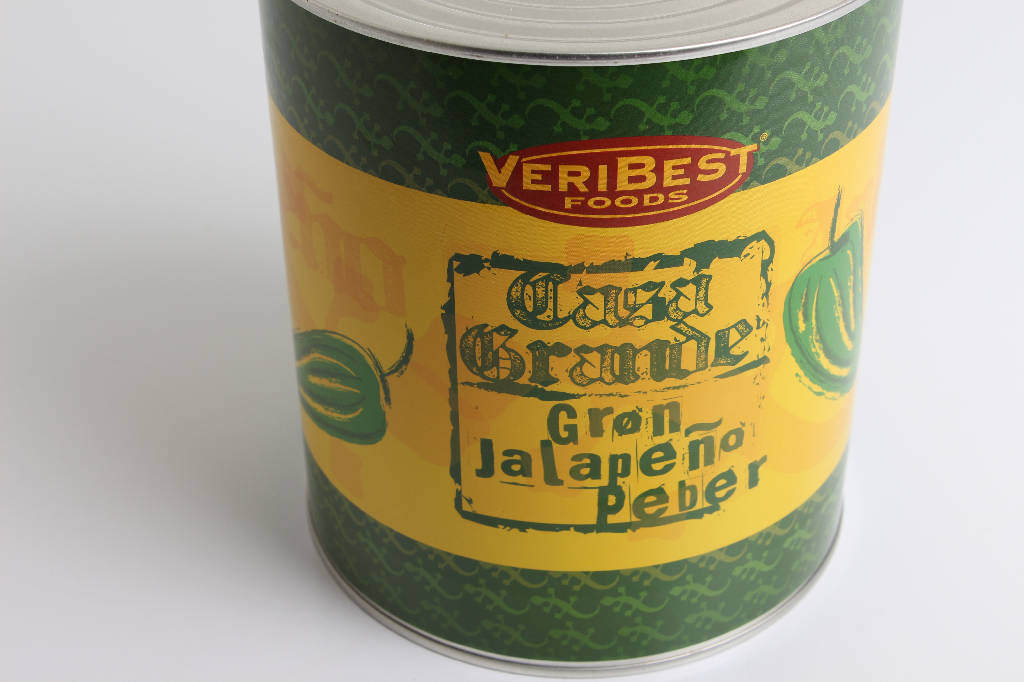 VERIBEST®
FOODS
Casa
Grande
Grøn
Jalapeño
Peber